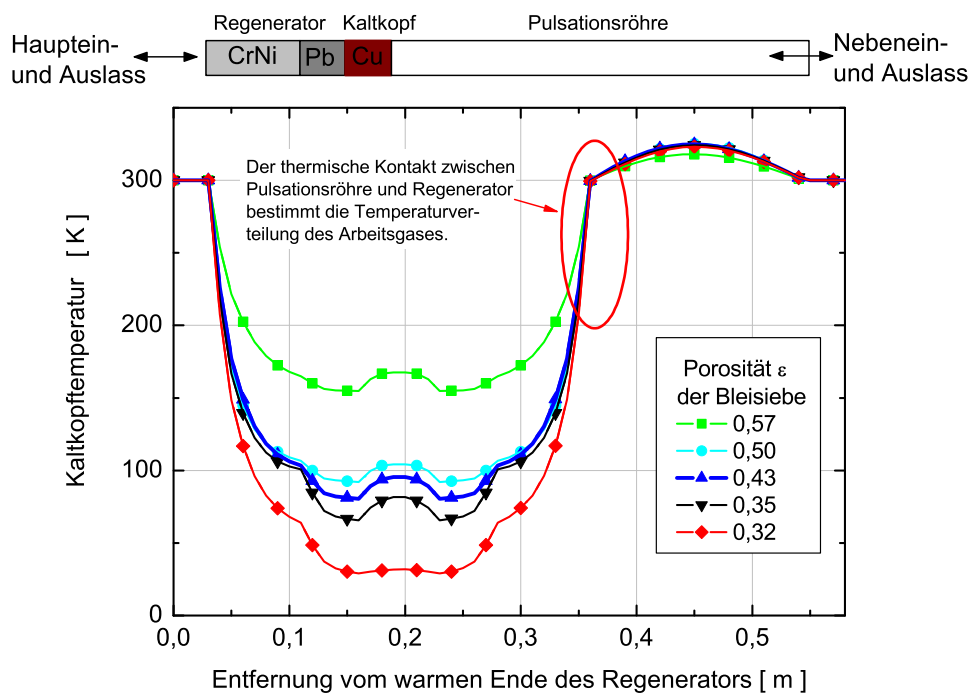 Regenerator
Kaltkopf
Pulsationsröhre
Hauptein-
und Auslass
CrNi
Pb
Cu
Nebenein-
und Auslass
Der thermische Kontakt zwischen
Pulsationsröhre und Regenerator
bestimmt die Temperaturver-
teilung des Arbeitsgases.
Kaltkopftemperatur [ K ]
300
200
100
0
Porosität ε
der Bleisiebe
0,57
0,50
0,43
0,35
0,32
0,0
0,1
0,2
0,3
0,4
0,5
Entfernung vom warmen Ende des Regenerators [ m ]